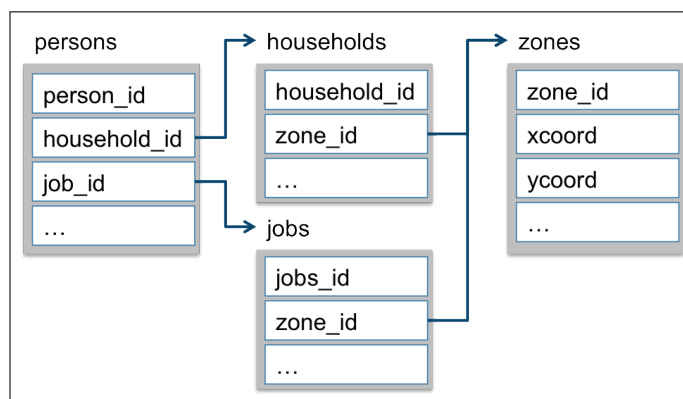 persons
person_id
household_id
job_id
…
households
household_id
zone_id
…
jobs
jobs_id
zone_id
…
zones
zone_id
xcoord
ycoord
…